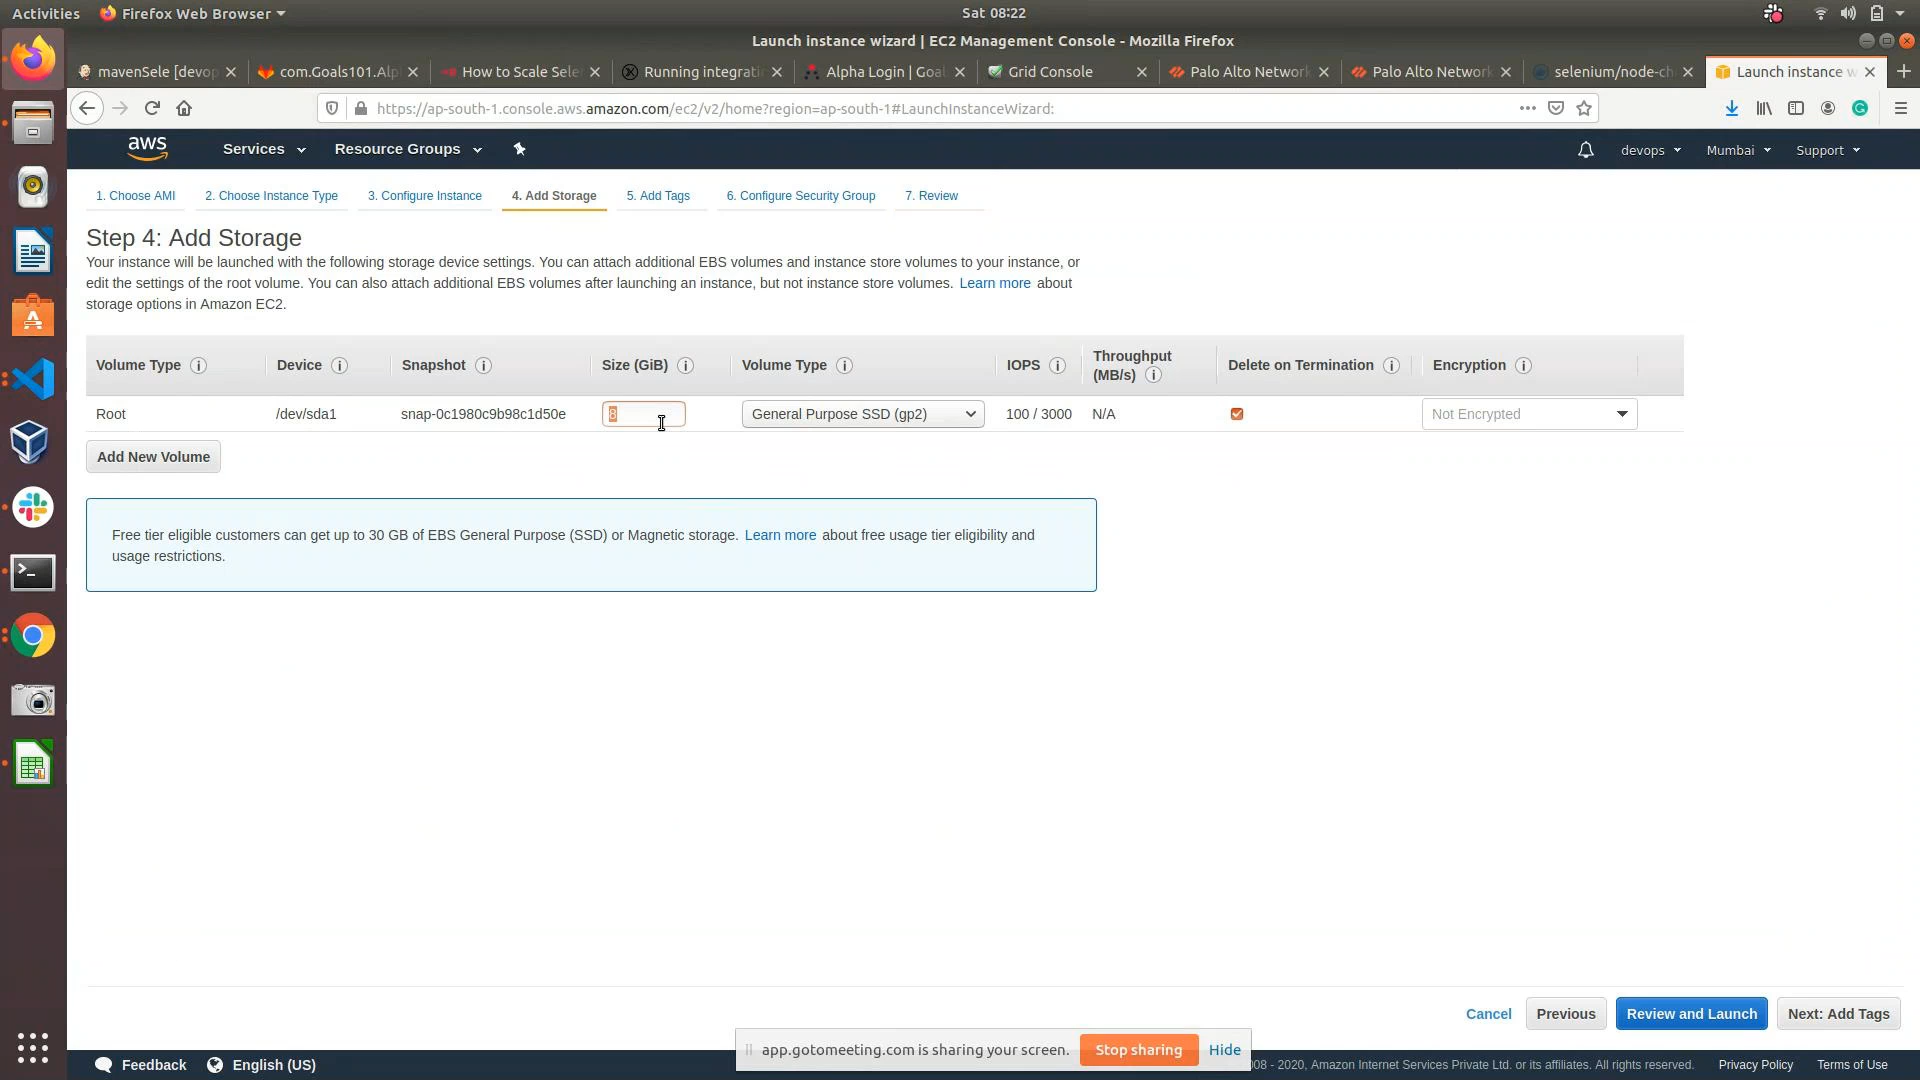 Activities
Firefox Web Browser
Sat 08:22
Launch instance wizard | EC2 Management Console - Mozilla Firefox
mavenSele [devop
com.Goals101.Alp
How to Scale Sele
Running integrati
Alpha Login | Goal
Grid Console
Palo Alto Network
Palo Alto Network
selenium/node-ch
Launch instance w
https://ap-south-1.console.aws.amazon.com/ec2/v2/home?region=ap-south-1#LaunchInstanceWizard:
aws
Services
Resource Groups
devops
Mumbai
Support
1. Choose AMI
2. Choose Instance Type
3. Configure Instance
4. Add Storage
5. Add Tags
6. Configure Security Group
7. Review
Step 4: Add Storage
Your instance will be launched with the following storage device settings. You can attach additional EBS volumes and instance store volumes to your instance, or
edit the settings of the root volume. You can also attach additional EBS volumes after launching an instance, but not instance store volumes. Learn more about
storage options in Amazon EC2.
Volume Type
Device
Snapshot
Size (GiB)
Volume Type
IOPS
Throughput
(MB/s)
Delete on Termination
Encryption
Root
/dev/sda1
snap-0c1980c9b98c1d50e
8
General Purpose SSD (gp2)
100 / 3000
N/A
Not Encrypted
Add New Volume
Free tier eligible customers can get up to 30 GB of EBS General Purpose (SSD) or Magnetic storage. Learn more about free usage tier eligibility and
usage restrictions.
Cancel
Previous
Review and Launch
Next: Add Tags
app.gotomeeting.com is sharing your screen.
Stop sharing
Hide
Feedback
English (US)
08 - 2020, Amazon Internet Services Private Ltd. or its affiliates. All rights reserved.
Privacy Policy
Terms of Use